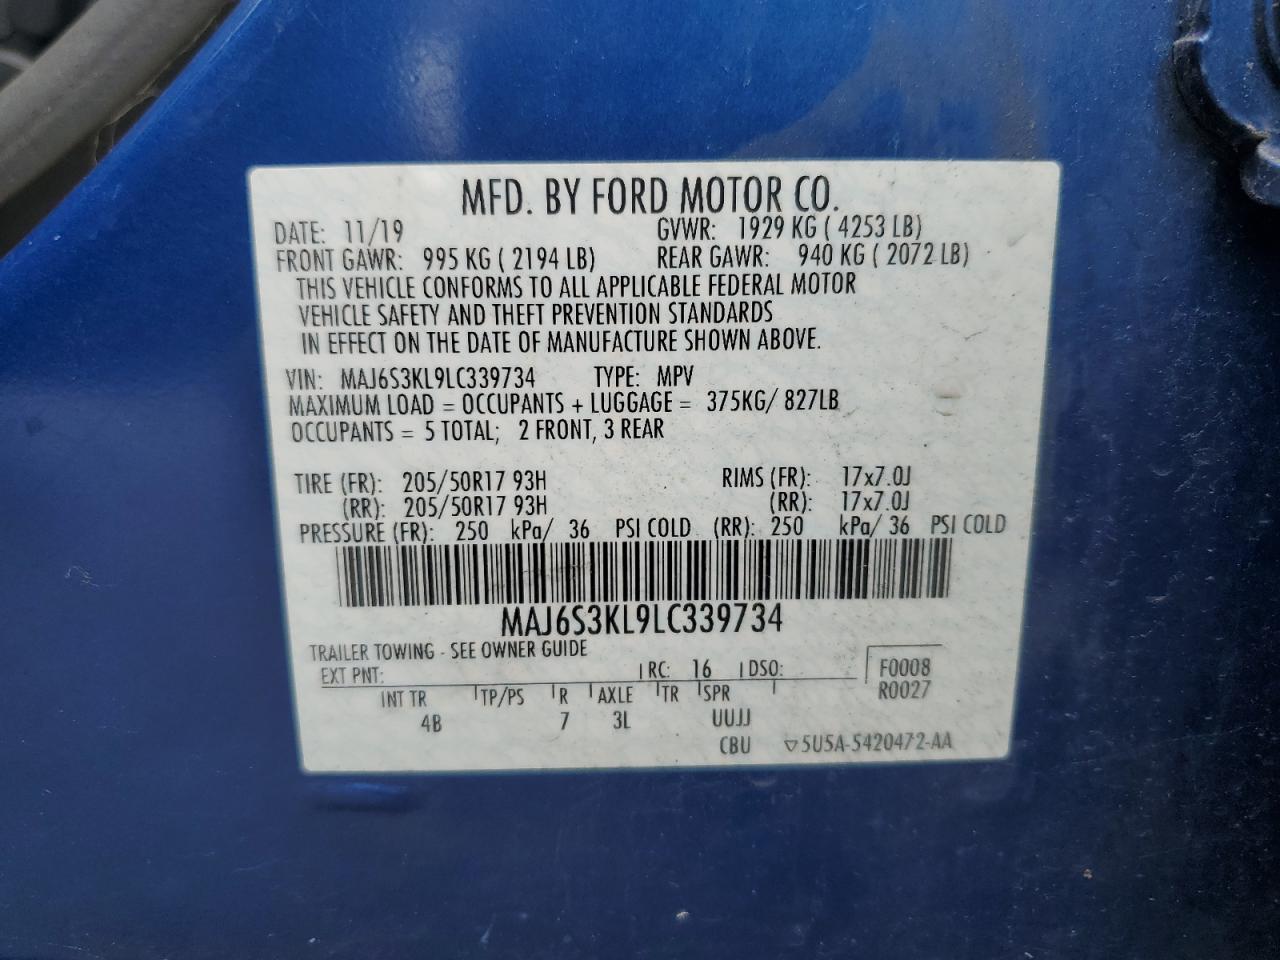 MFD. BY FORD MOTOR CO.
DATE: 11/19 GVWR: 1929 KG ( 4253 LB)
FRONT GAWR: 995 KG ( 2194 LB) REAR GAWR: 940 KG ( 2072 LB)
THIS VEHICLE CONFORMS TO ALL APPLICABLE FEDERAL MOTOR
VEHICLE SAFETY AND THEFT PREVENTION STANDARDS
IN EFFECT ON THE DATE OF MANUFACTURE SHOWN ABOVE.
VIN: MAJ6S3KL9LC339734 TYPE: MPV
MAXIMUM LOAD = OCCUPANTS + LUGGAGE = 375KG/ 827LB
OCCUPANTS = 5 TOTAL; 2 FRONT, 3 REAR
TIRE (FR): 205/50R17 93H RIMS (FR): 17x7.0J
(RR): 205/50R17 93H (RR): 17x7.0J
PRESSURE (FR): 250 kPa/ 36 PSI COLD (RR): 250 kPa/ 36 PSI COLD
MAJ6S3KL9LC339734
TRAILER TOWING - SEE OWNER GUIDE
EXT PNT: RC: 16 DSO: F0008
INT TR TP/PS R AXLE TR SPR R0027
4B 7 3L UUJJ
CBU 5U5A-5420472-AA